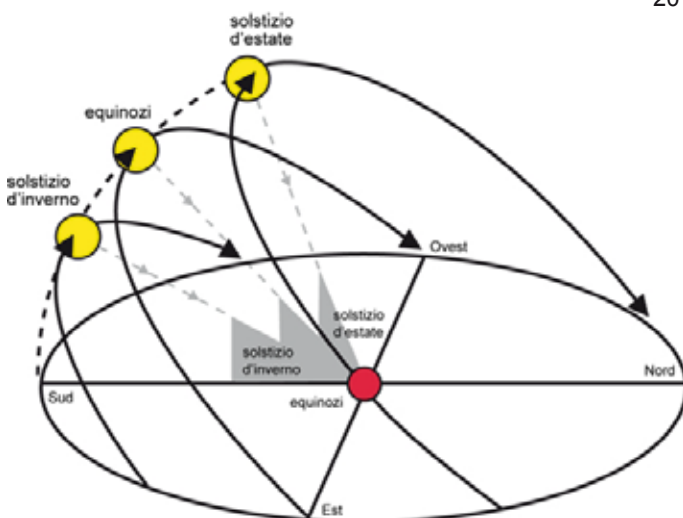 20
solstizio
d'estate
equinozi
solstizio
d'inverno
Ovest
solstizio
d'estate
solstizio
d'inverno
Nord
Sud
equinozi
Est